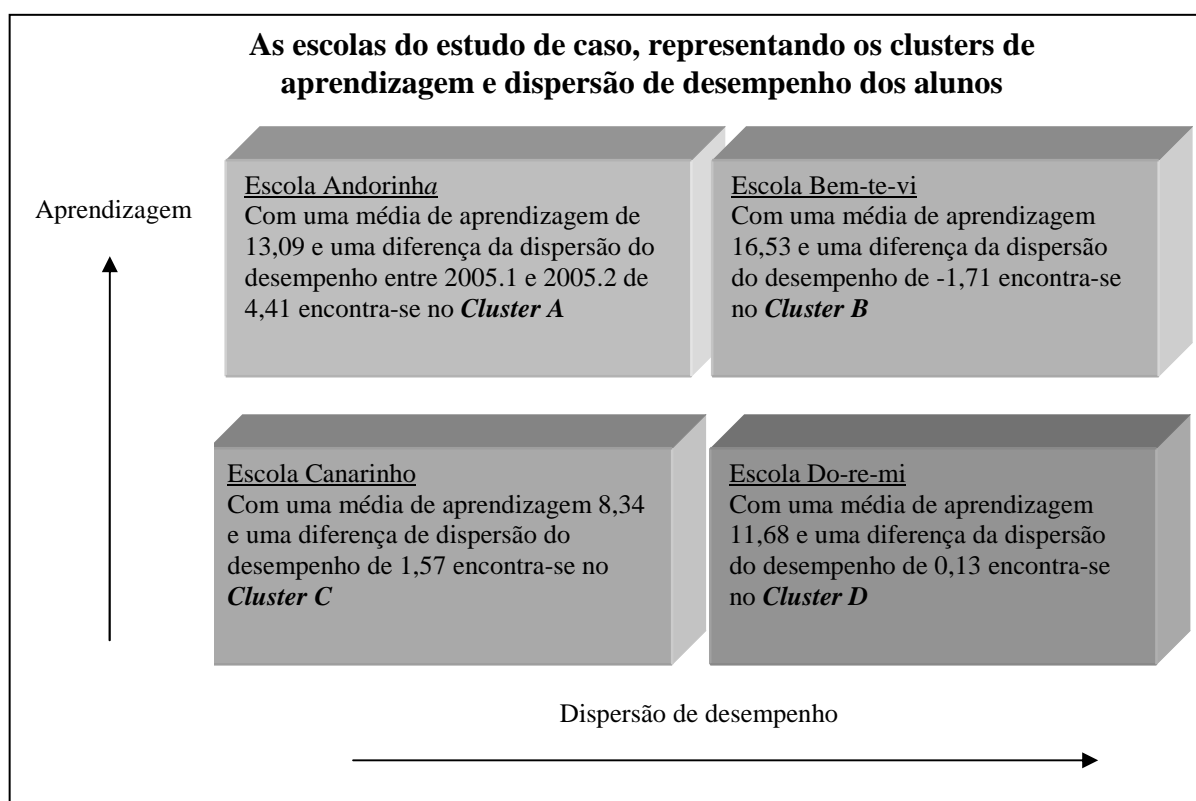 As escolas do estudo de caso, representando os clusters de
aprendizagem e dispersão de desempenho dos alunos
Aprendizagem
Escola Andorinha
Com uma média de aprendizagem de
13,09 e uma diferença da dispersão do
desempenho entre 2005.1 e 2005.2 de
4,41 encontra-se no Cluster A
Escola Bem-te-vi
Com uma média de aprendizagem
16,53 e uma diferença da dispersão
do desempenho de -1,71 encontra-se
no Cluster B
Escola Canarinho
Com uma média de aprendizagem 8,34
e uma diferença de dispersão do
desempenho de 1,57 encontra-se no
Cluster C
Escola Do-re-mi
Com uma média de aprendizagem
11,68 e uma diferença da dispersão
do desempenho de 0,13 encontra-se
no Cluster D
Dispersão de desempenho